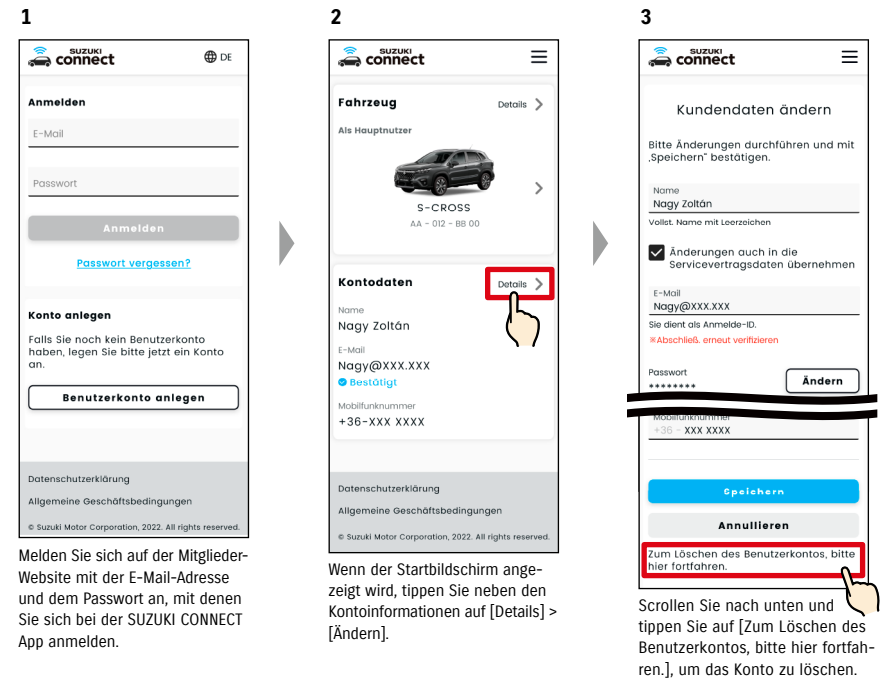 1
SUZUKI
connect
DE
Anmelden
E-Mail
Passwort
Anmelden
Passwort vergessen?
Konto anlegen
Falls Sie noch kein Benutzerkonto
haben, legen Sie bitte jetzt ein Konto
an.
Benutzerkonto anlegen
Datenschutzerklärung
Allgemeine Geschäftsbedingungen
© Suzuki Motor Corporation, 2022. All rights reserved.
Melden Sie sich auf der Mitglieder-
Website mit der E-Mail-Adresse
und dem Passwort an, mit denen
Sie sich bei der SUZUKI CONNECT
App anmelden.
2
SUZUKI
connect
Fahrzeug
Details
Als Hauptnutzer
S-CROSS
AA - 012 - BB 00
Kontodaten
Details
Name
Nagy Zoltán
E-Mail
Nagy@XXX.XXX
Bestätigt
Mobilfunknummer
+36-XXX XXXX
Datenschutzerklärung
Allgemeine Geschäftsbedingungen
© Suzuki Motor Corporation, 2022. All rights reserved.
Wenn der Startbildschirm ange-
zeigt wird, tippen Sie neben den
Kontoinformationen auf [Details] >
[Ändern].
3
SUZUKI
connect
Kundendaten ändern
Bitte Änderungen durchführen und mit
„Speichern" bestätigen.
Name
Nagy Zoltán
Vollst. Name mit Leerzeichen
Änderungen auch in die
Servicevertragsdaten übernehmen
E-Mail
Nagy@XXX.XXX
Sie dient als Anmelde-ID.
※Abschließ. erneut verifizieren
Passwort
********
Ändern
Mobilfunknummer
+36 - XXX XXXX
Speichern
Annullieren
Zum Löschen des Benutzerkontos, bitte
hier fortfahren.
Scrollen Sie nach unten und
tippen Sie auf [Zum Löschen des
Benutzerkontos, bitte hier fortfah-
ren.], um das Konto zu löschen.